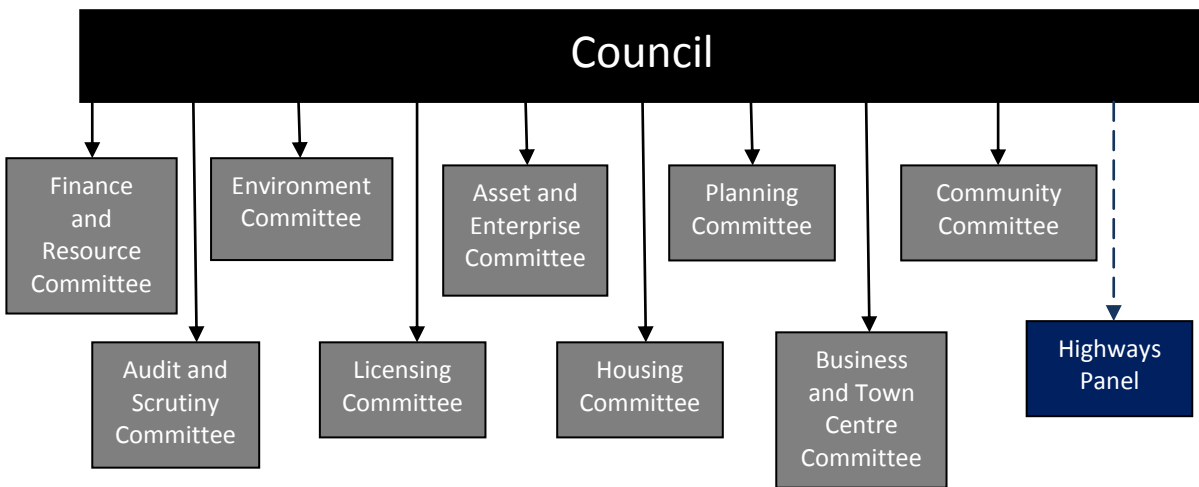 Council
Finance
and
Resource
Committee
Environment
Committee
Asset and
Enterprise
Committee
Planning
Committee
Community
Committee
Audit and
Scrutiny
Committee
Licensing
Committee
Housing
Committee
Business
and Town
Centre
Committee
Highways
Panel